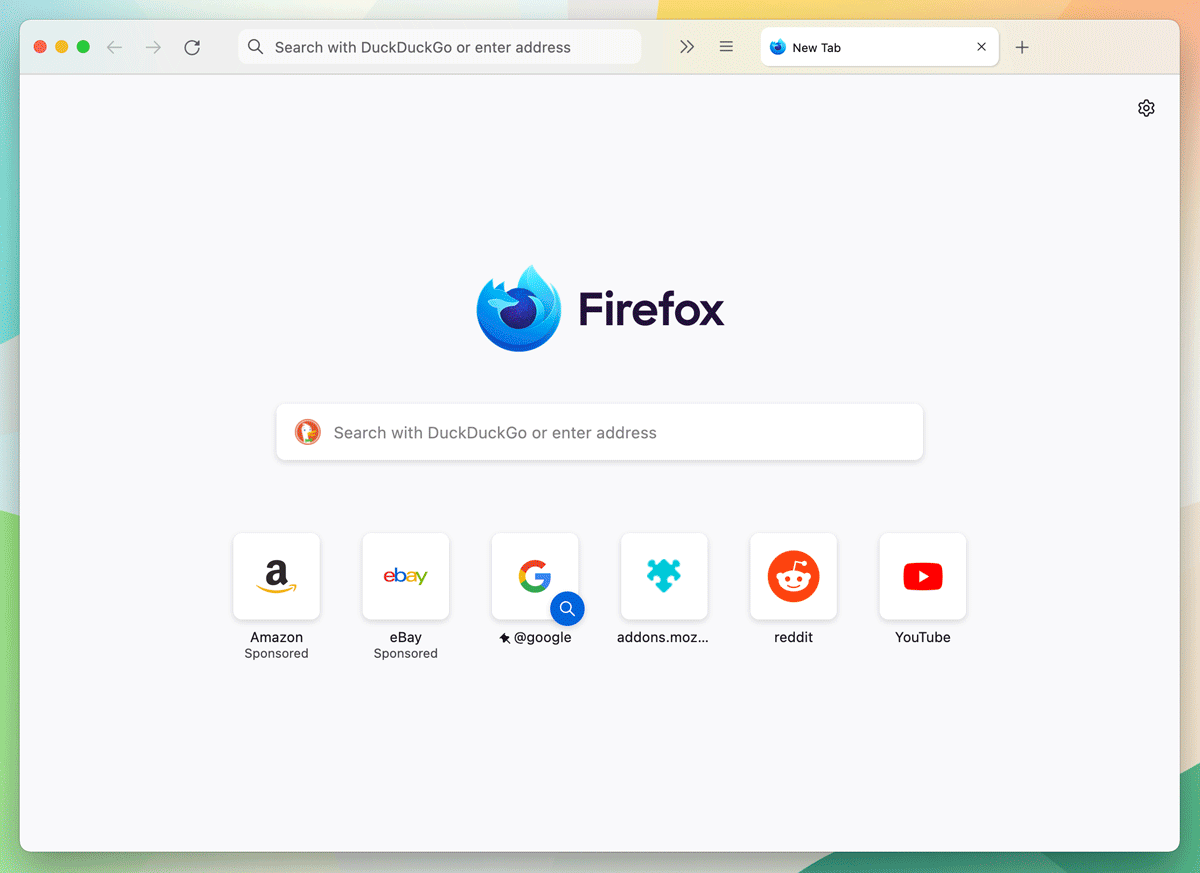 Search with DuckDuckGo or enter address
New Tab
Firefox
Search with DuckDuckGo or enter address
a
ebay
G
Amazon
Sponsored
eBay
Sponsored
@google
addons.moz...
reddit
YouTube